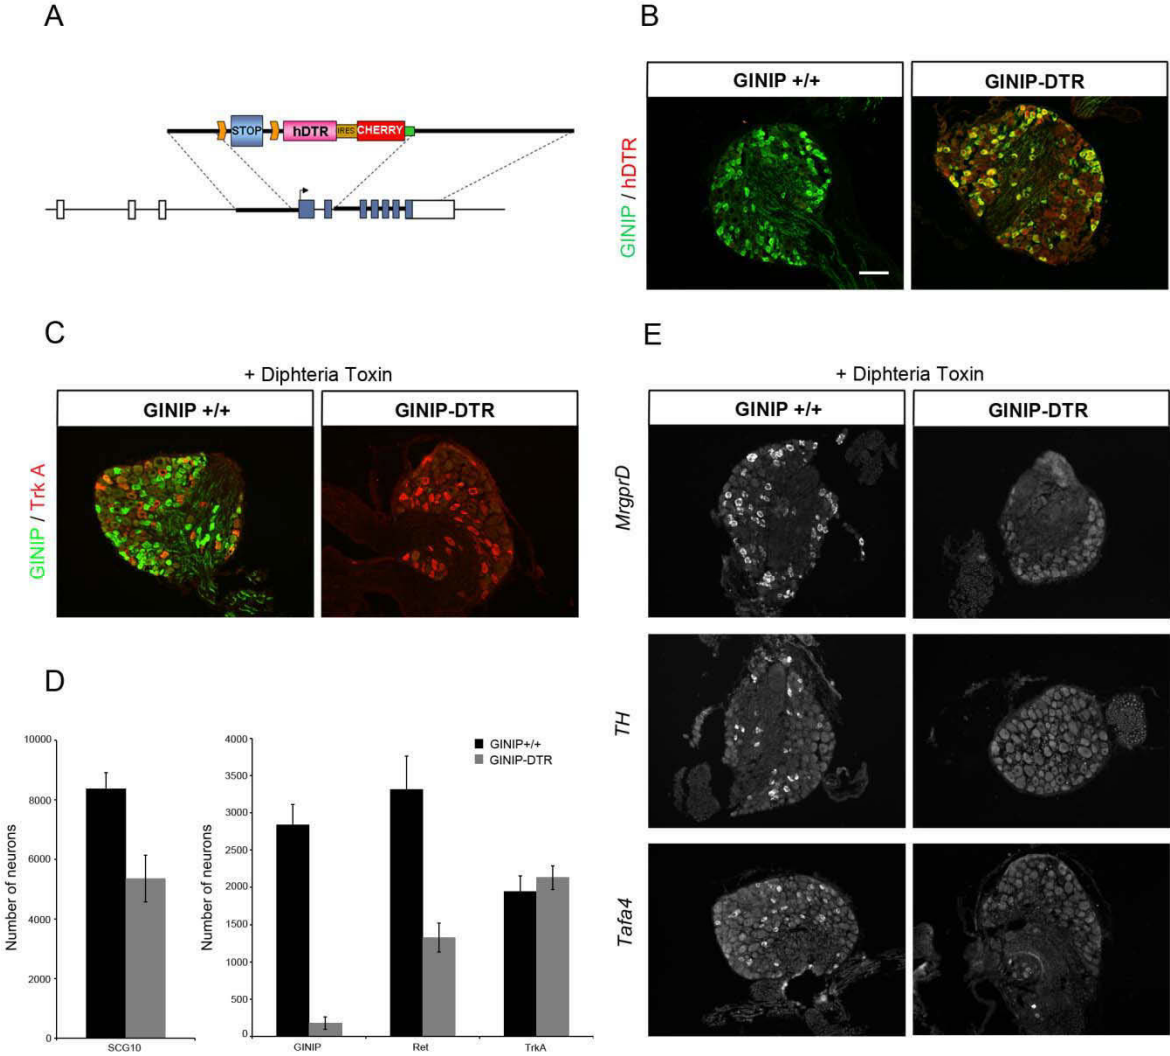 A
B
STOP
hDTR
IRES
CHERRY
GINIP +/+
GINIP-DTR
GINIP / hDTR
C
+ Diphteria Toxin
GINIP +/+
GINIP-DTR
GINIP / Trk A
D
10000
8000
6000
4000
2000
0
Number of neurons
SCG10
4000
3500
3000
2500
2000
1500
1000
500
0
Number of neurons
GINIP+/+
GINIP-DTR
GINIP
Ret
TrkA
E
+ Diphteria Toxin
GINIP +/+
GINIP-DTR
MrgprD
TH
Tafa4